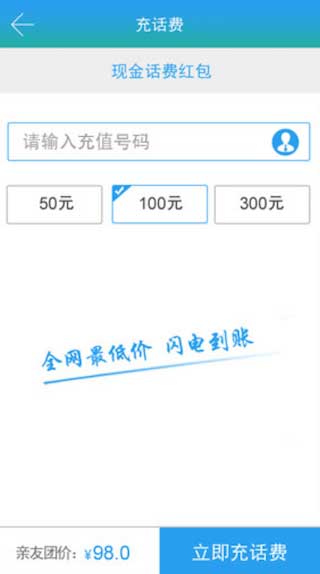 充话费
现金话费红包
请输入充值号码
50元 100元 300元
全网最低价 闪电到账
亲友团价：¥98.0 立即充话费